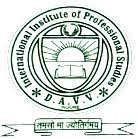 International Institute of Professional Studies
D.A.V.V.
तमसो मा ज्योतिर्गमय